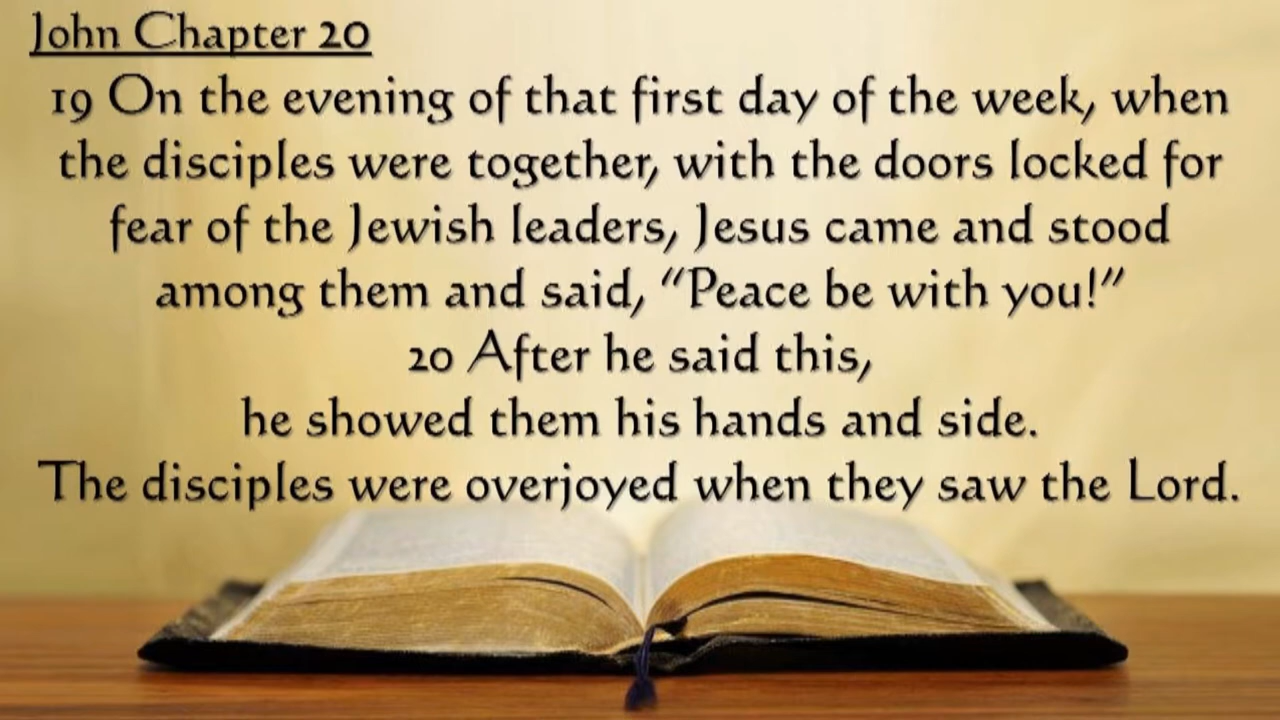 John Chapter 20
19 On the evening of that first day of the week, when
the disciples were together, with the doors locked for
fear of the Jewish leaders, Jesus came and stood
among them and said, “Peace be with you!”
20 After he said this,
he showed them his hands and side.
The disciples were overjoyed when they saw the Lord.